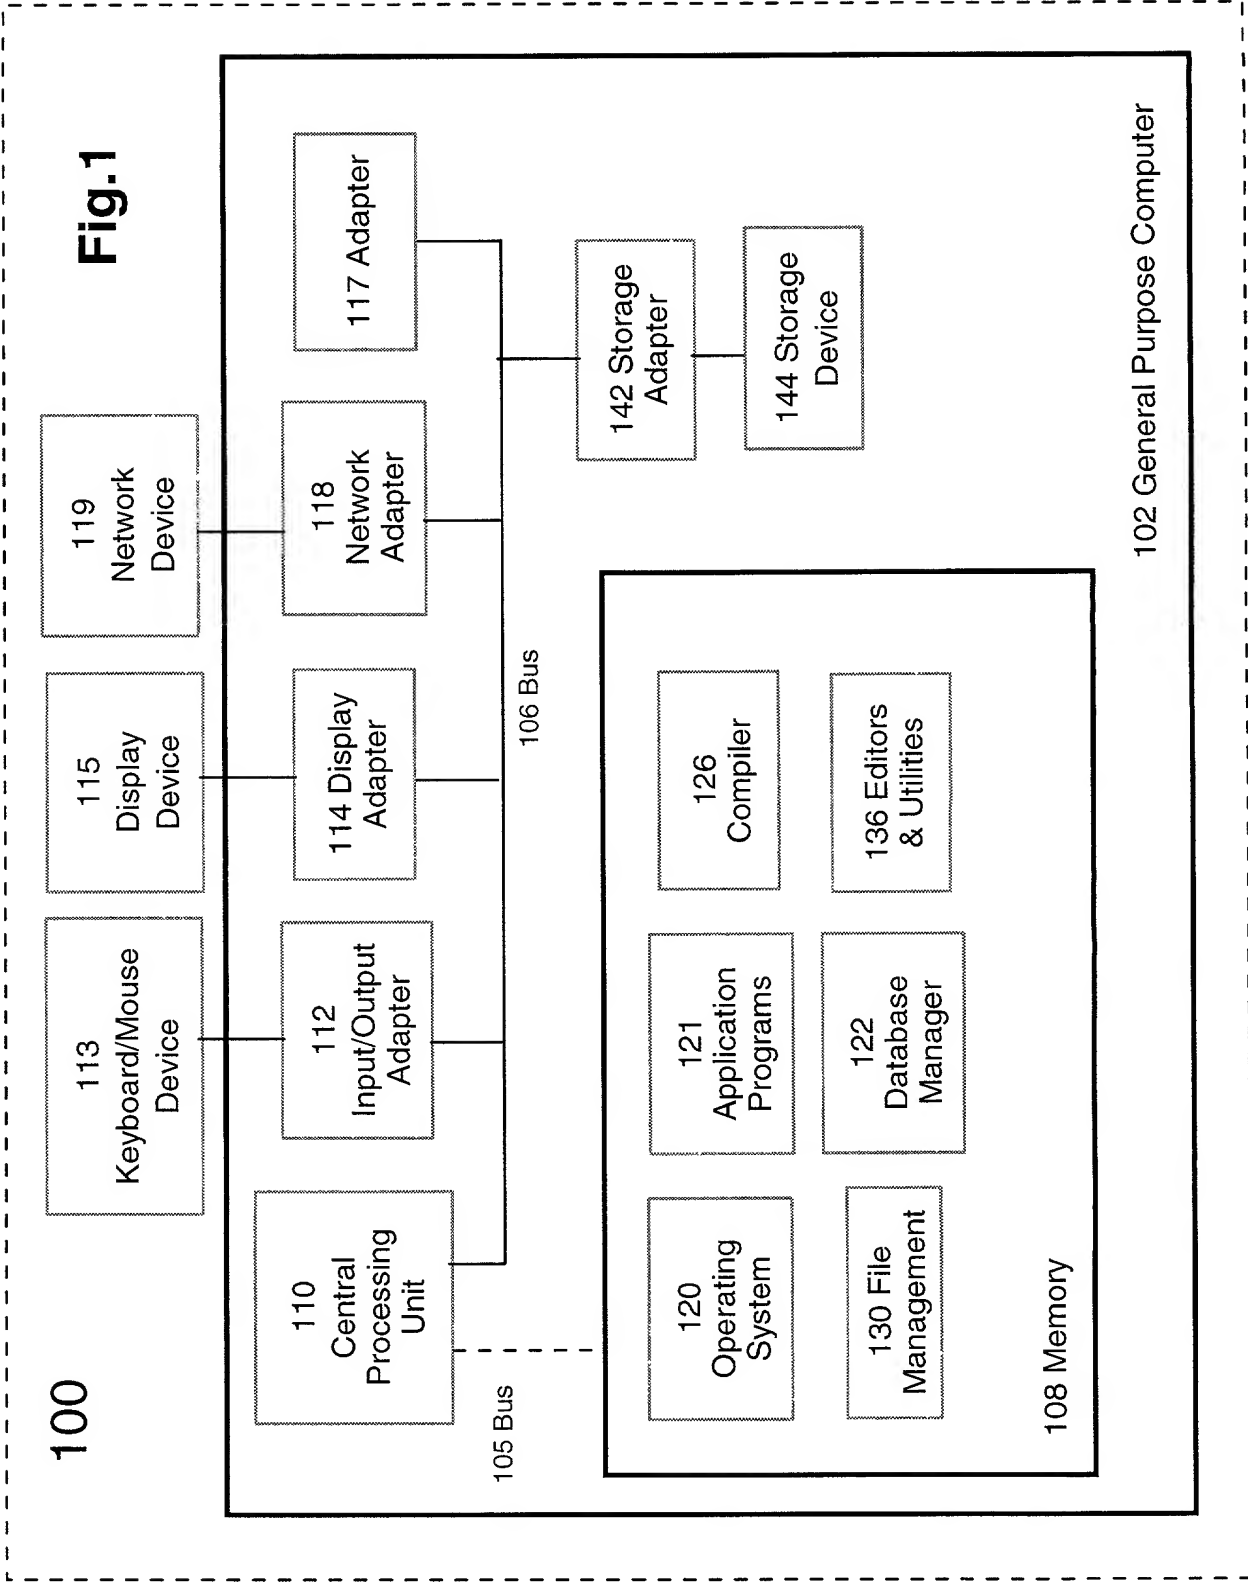 100
Fig.1
113
Keyboard/Mouse
Device
115
Display
Device
119
Network
Device
110
Central
Processing
Unit
112
Input/Output
Adapter
114 Display
Adapter
118
Network
Adapter
117 Adapter
105 Bus
106 Bus
142 Storage
Adapter
144 Storage
Device
120
Operating
System
121
Application
Programs
126
Compiler
130 File
Management
122
Database
Manager
136 Editors
& Utilities
108 Memory
102 General Purpose Computer